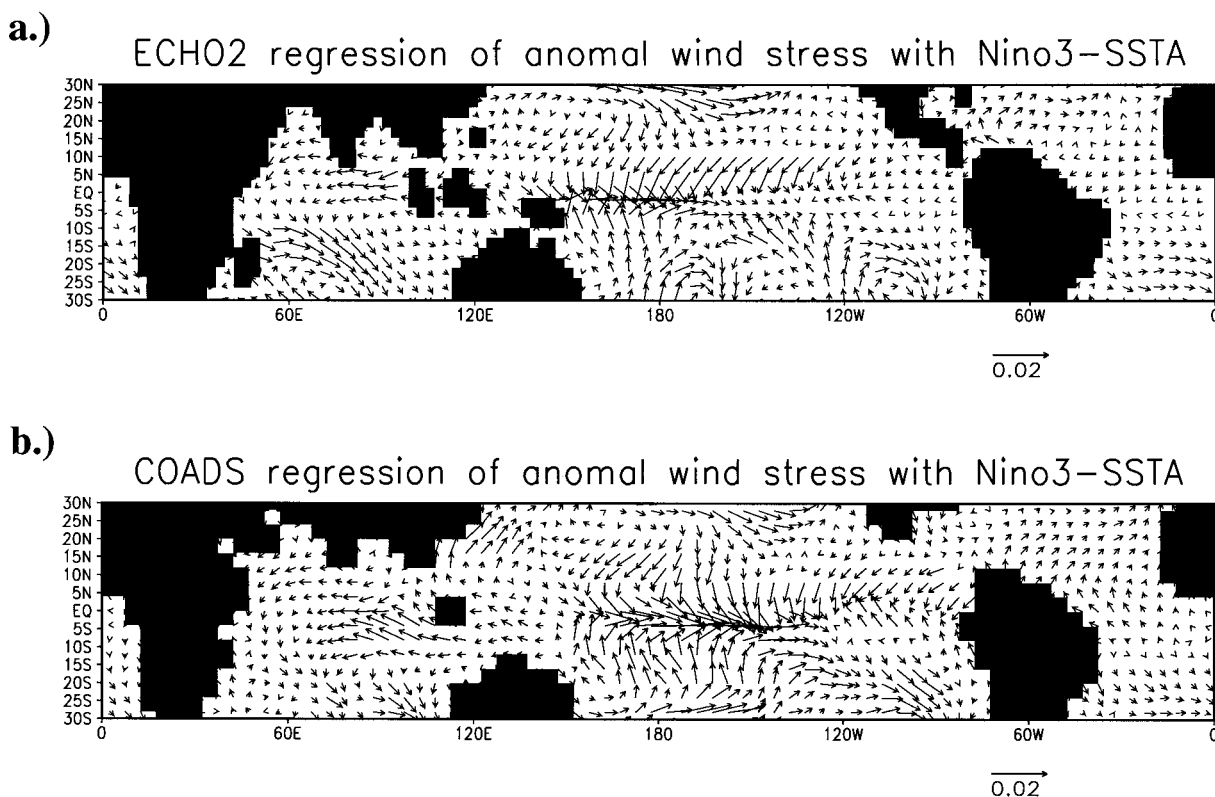 a.)
ECHO2 regression of anomal wind stress with Nino3-SSTA
30N
25N
20N
15N
10N
5N
EQ
5S
10S
15S
20S
25S
30S
0 60E 120E 180 120W 60W 0
0.02
b.)
COADS regression of anomal wind stress with Nino3-SSTA
30N
25N
20N
15N
10N
5N
EQ
5S
10S
15S
20S
25S
30S
0 60E 120E 180 120W 60W 0
0.02